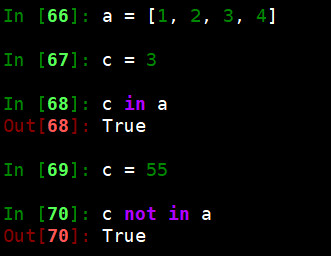 In [66]: a = [1, 2, 3, 4]
In [67]: c = 3
In [68]: c in a
Out[68]: True
In [69]: c = 55
In [70]: c not in a
Out[70]: True